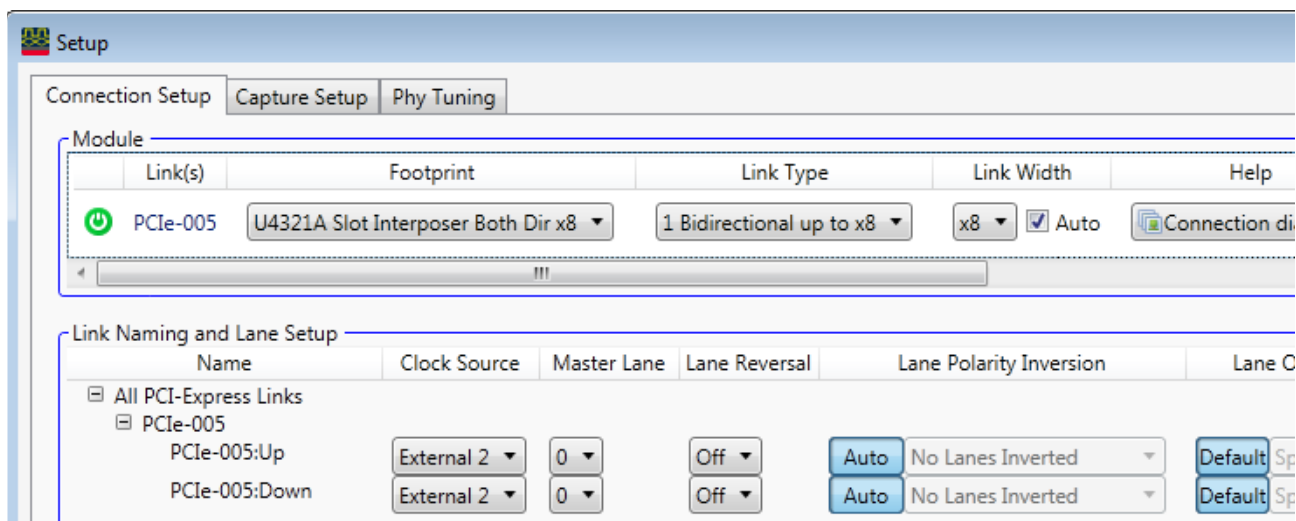 Setup
Connection Setup Capture Setup Phy Tuning
Module
Link(s) Footprint Link Type Link Width Help
PCIe-005 U4321A Slot Interposer Both Dir x8 1 Bidirectional up to x8 x8 Auto Connection di
Link Naming and Lane Setup
Name Clock Source Master Lane Lane Reversal Lane Polarity Inversion Lane O
All PCI-Express Links
PCIe-005
PCIe-005:Up External 2 0 Off Auto No Lanes Inverted Default Sp
PCIe-005:Down External 2 0 Off Auto No Lanes Inverted Default Sp